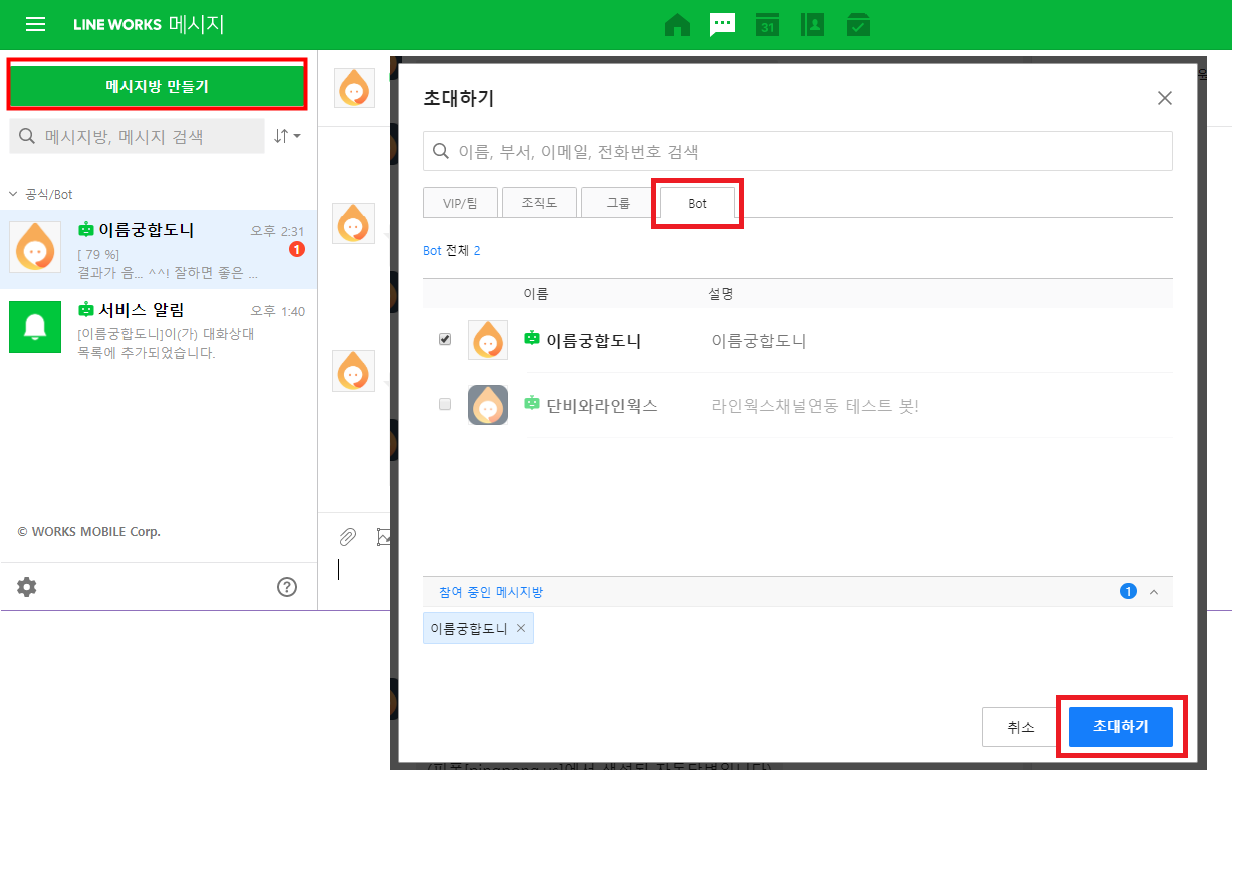 LINE WORKS 메시지
31
메시지방 만들기
메시지방, 메시지 검색
공식/Bot
이름궁합도니
오후 2:31
[ 79 %]
1
결과가 음... ^^! 잘하면 좋은 ...
서비스 알림
오후 1:40
[이름궁합도니]이(가) 대화상대
목록에 추가되었습니다.
© WORKS MOBILE Corp.
초대하기
이름, 부서, 이메일, 전화번호 검색
VIP/팀
조직도
그룹
Bot
Bot 전체 2
이름
설명
이름궁합도니
이름궁합도니
단비와라인웍스
라인웍스채널연동 테스트 봇!
참여 중인 메시지방
1
이름궁합도니
취소
초대하기